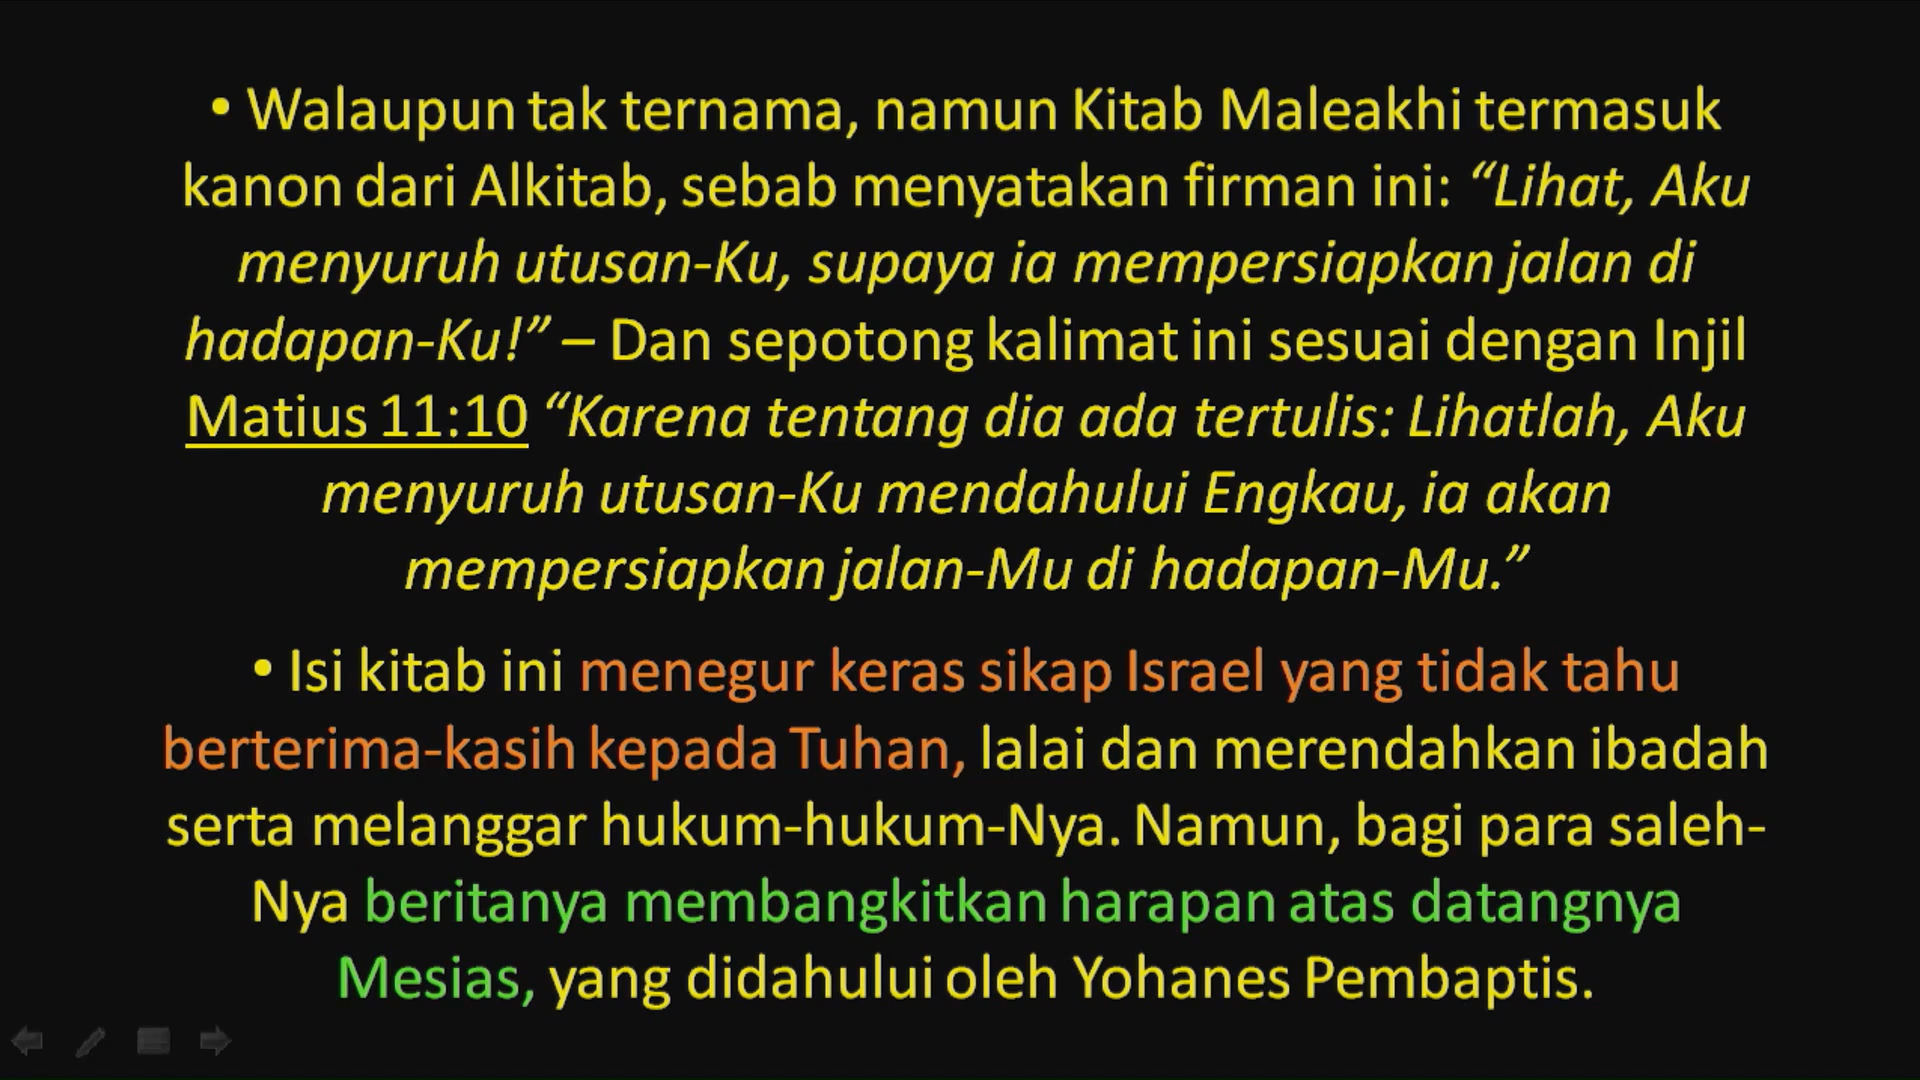 • Walaupun tak ternama, namun Kitab Maleakhi termasuk
kanon dari Alkitab, sebab menyatakan firman ini: “Lihat, Aku
menyuruh utusan-Ku, supaya ia mempersiapkan jalan di
hadapan-Ku!” – Dan sepotong kalimat ini sesuai dengan Injil
Matius 11:10 “Karena tentang dia ada tertulis: Lihatlah, Aku
menyuruh utusan-Ku mendahului Engkau, ia akan
mempersiapkan jalan-Mu di hadapan-Mu.”
• Isi kitab ini menegur keras sikap Israel yang tidak tahu
berterima-kasih kepada Tuhan, lalai dan merendahkan ibadah
serta melanggar hukum-hukum-Nya. Namun, bagi para saleh-
Nya beritanya membangkitkan harapan atas datangnya
Mesias, yang didahului oleh Yohanes Pembaptis.